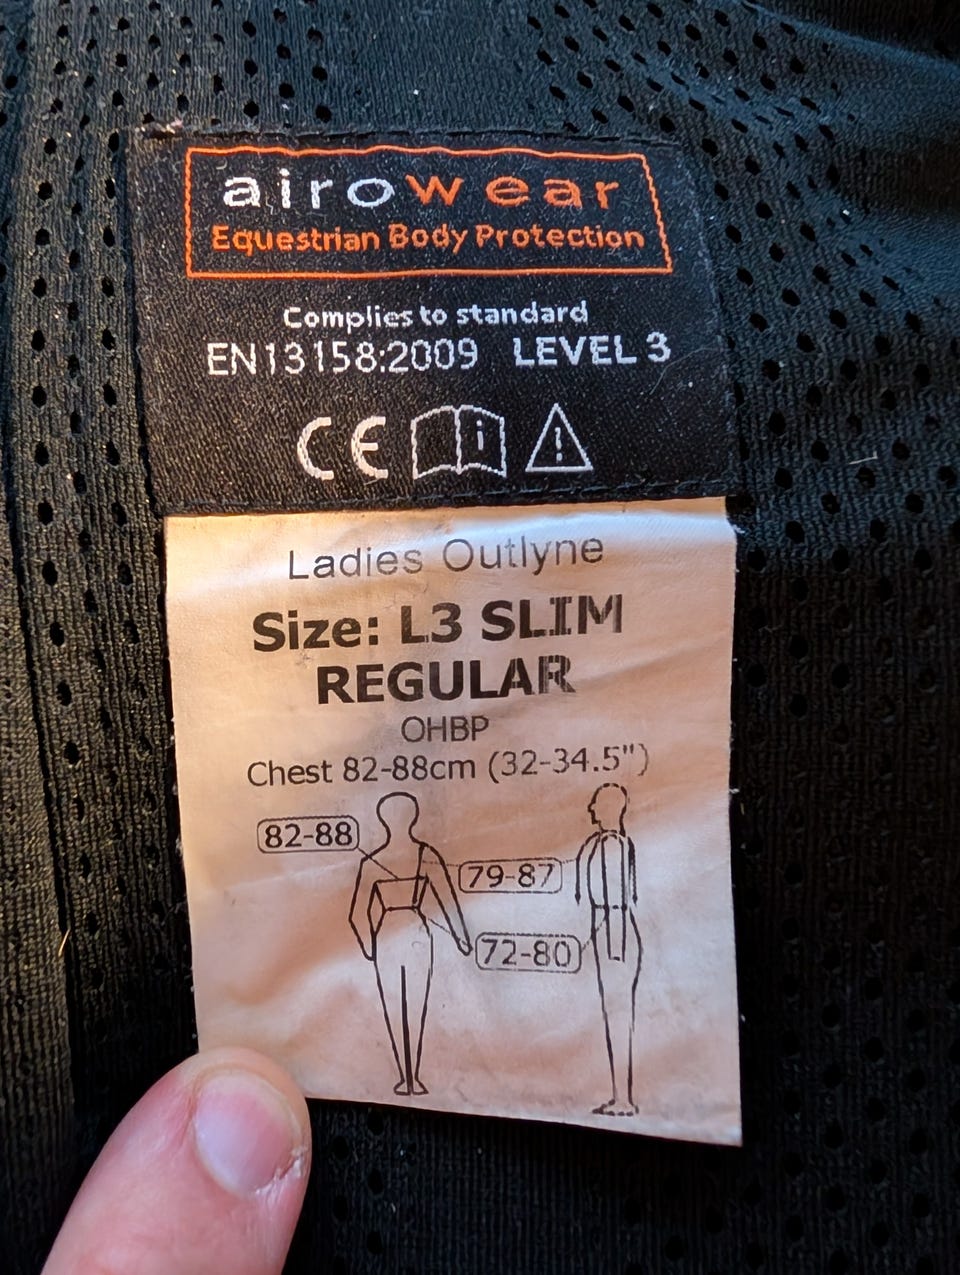 airowear
Equestrian Body Protection
Complies to standard
EN13158:2009 LEVEL 3
CE i !
Ladies Outlyne
Size: L3 SLIM
REGULAR
OHBP
Chest 82-88cm (32-34.5")
82-88
79-87
72-80